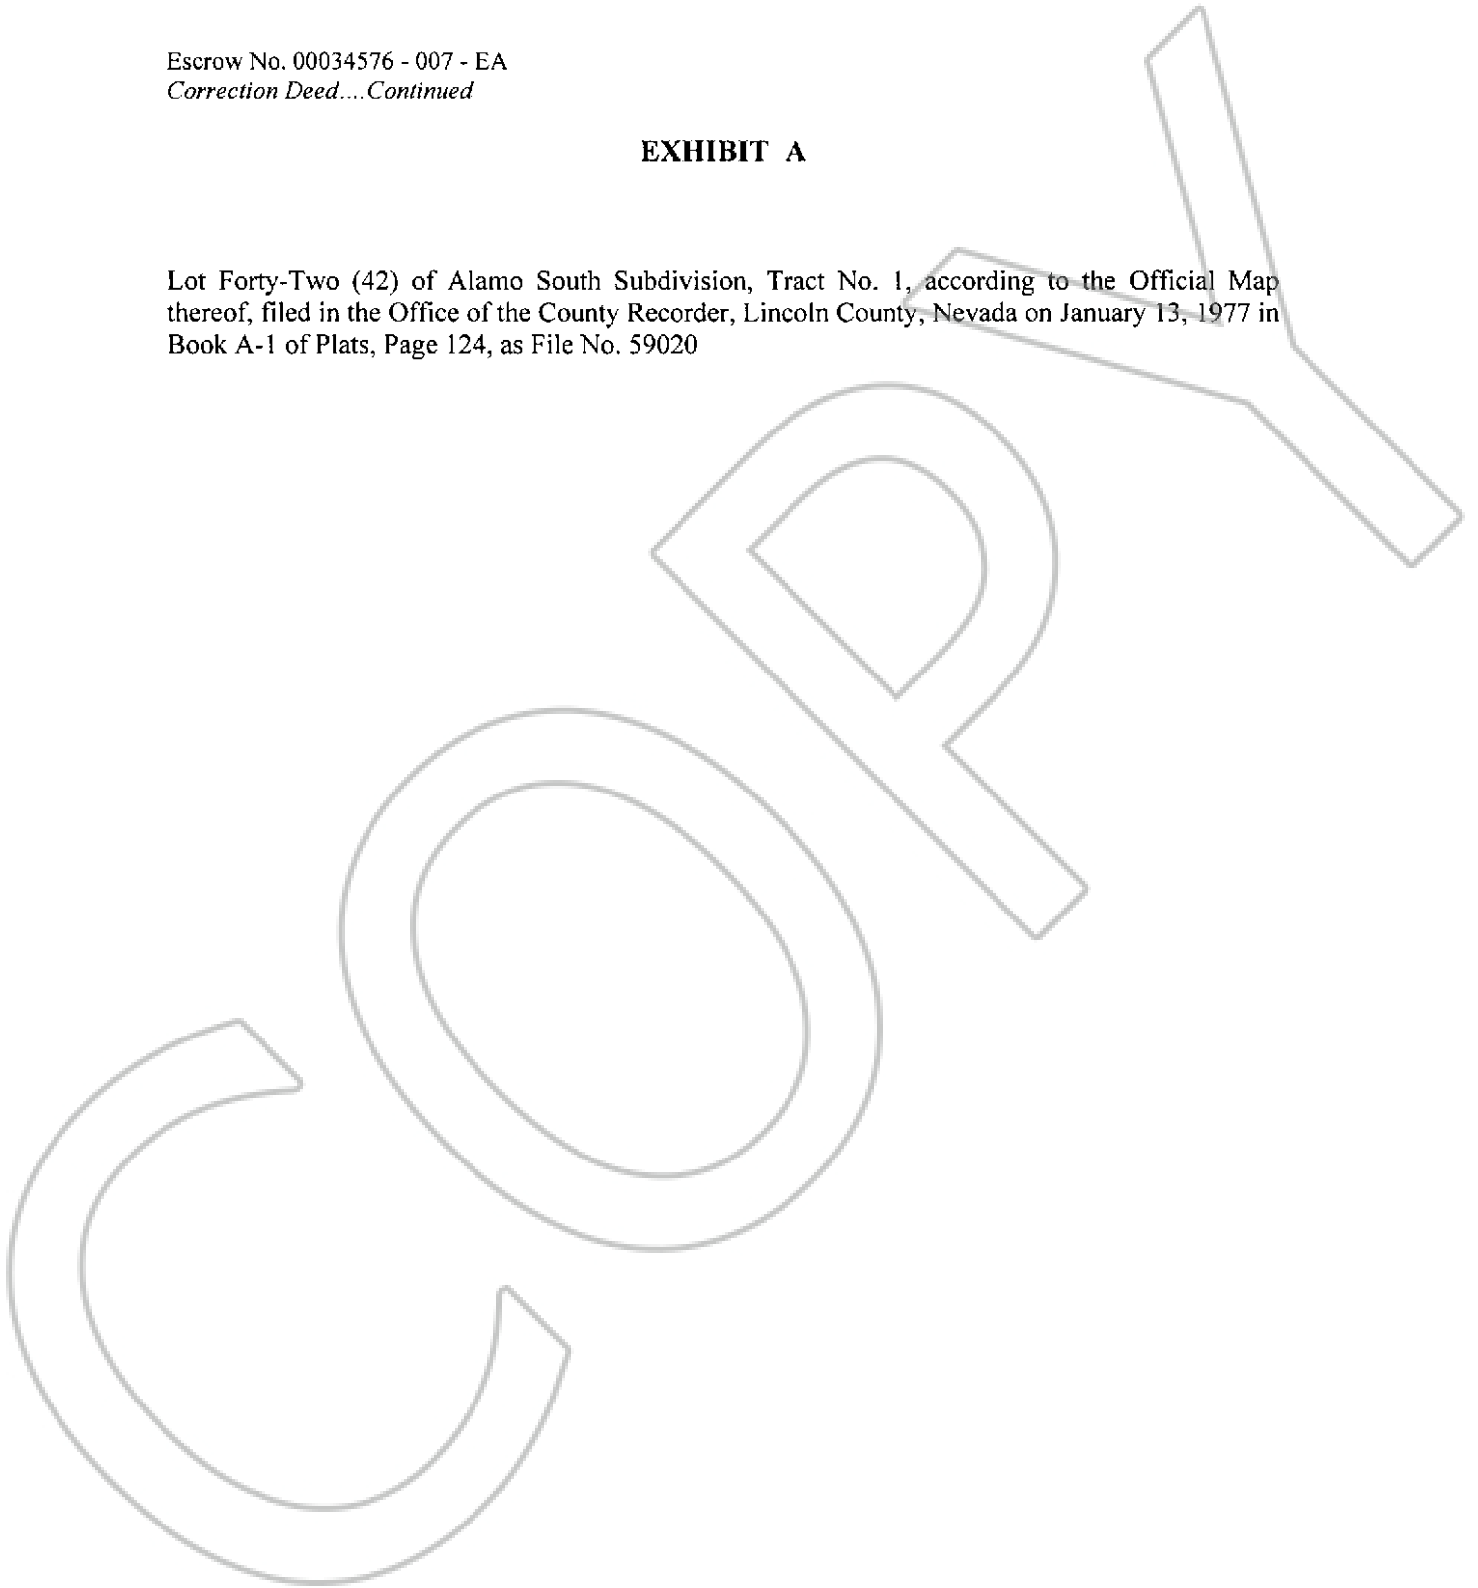 Escrow No. 00034576 - 007 - EA
Correction Deed....Continued
EXHIBIT A
Lot Forty-Two (42) of Alamo South Subdivision, Tract No. 1, according to the Official Map
thereof, filed in the Office of the County Recorder, Lincoln County, Nevada on January 13, 1977 in
Book A-1 of Plats, Page 124, as File No. 59020
COPY